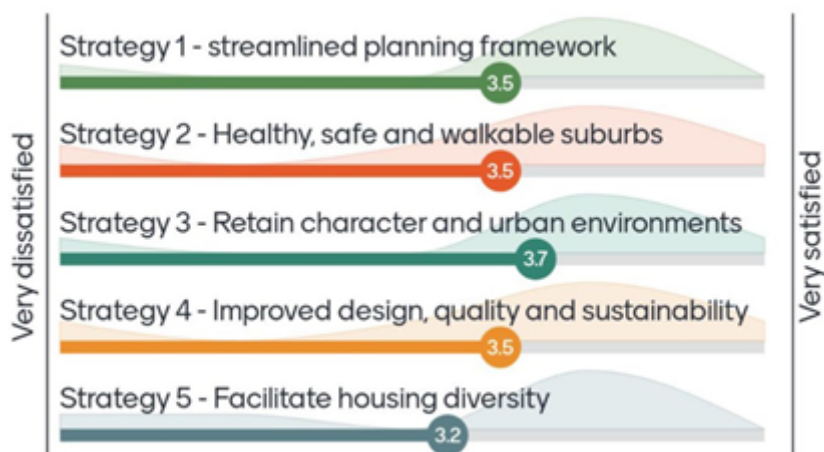 Strategy 1 - streamlined planning framework
3.5
Strategy 2 - Healthy, safe and walkable suburbs
3.5
Strategy 3 - Retain character and urban environments
3.7
Strategy 4 - Improved design, quality and sustainability
3.5
Strategy 5 - Facilitate housing diversity
3.2
Very dissatisfied
Very satisfied